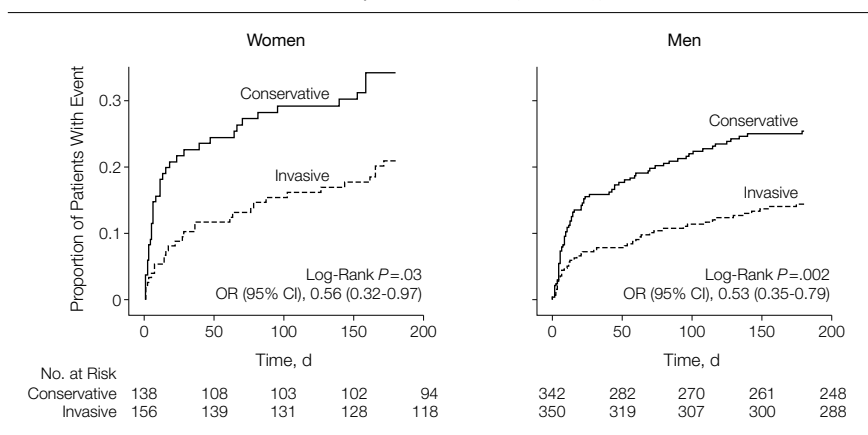 Women
Men
Proportion of Patients With Event
0.3
0.2
0.1
0
Conservative
Invasive
Log-Rank P=.03
OR (95% CI), 0.56 (0.32-0.97)
0 50 100 150 200
Time, d
Conservative
Invasive
Log-Rank P=.002
OR (95% CI), 0.53 (0.35-0.79)
0 50 100 150 200
Time, d
No. at Risk
Conservative 138 108 103 102 94 342 282 270 261 248
Invasive 156 139 131 128 118 350 319 307 300 288